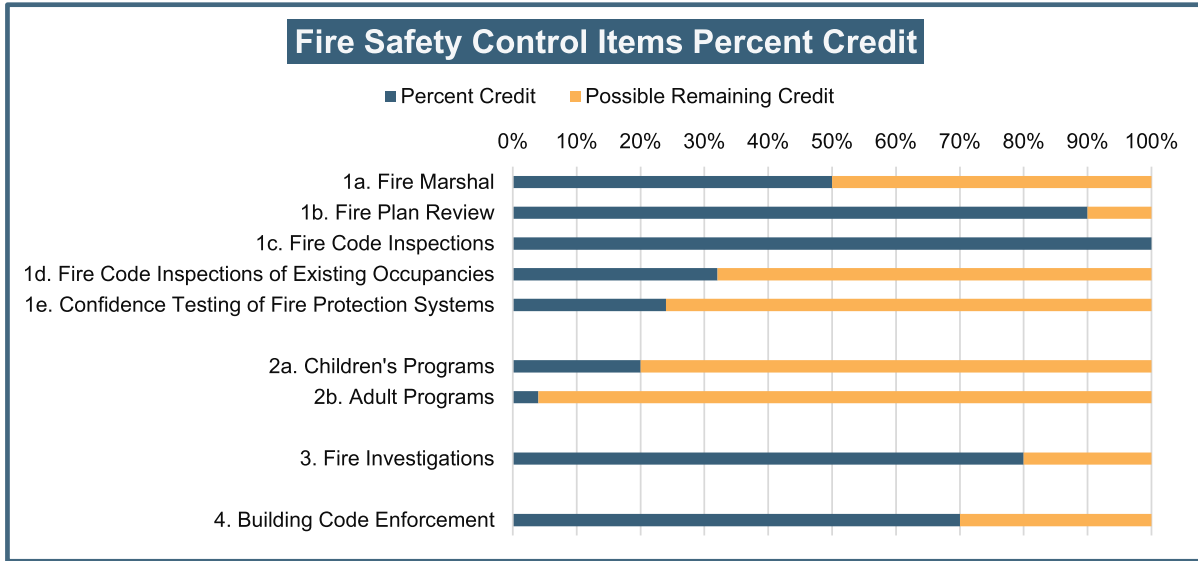 Fire Safety Control Items Percent Credit
Percent Credit Possible Remaining Credit
0% 10% 20% 30% 40% 50% 60% 70% 80% 90% 100%
1a. Fire Marshal
1b. Fire Plan Review
1c. Fire Code Inspections
1d. Fire Code Inspections of Existing Occupancies
1e. Confidence Testing of Fire Protection Systems
2a. Children's Programs
2b. Adult Programs
3. Fire Investigations
4. Building Code Enforcement